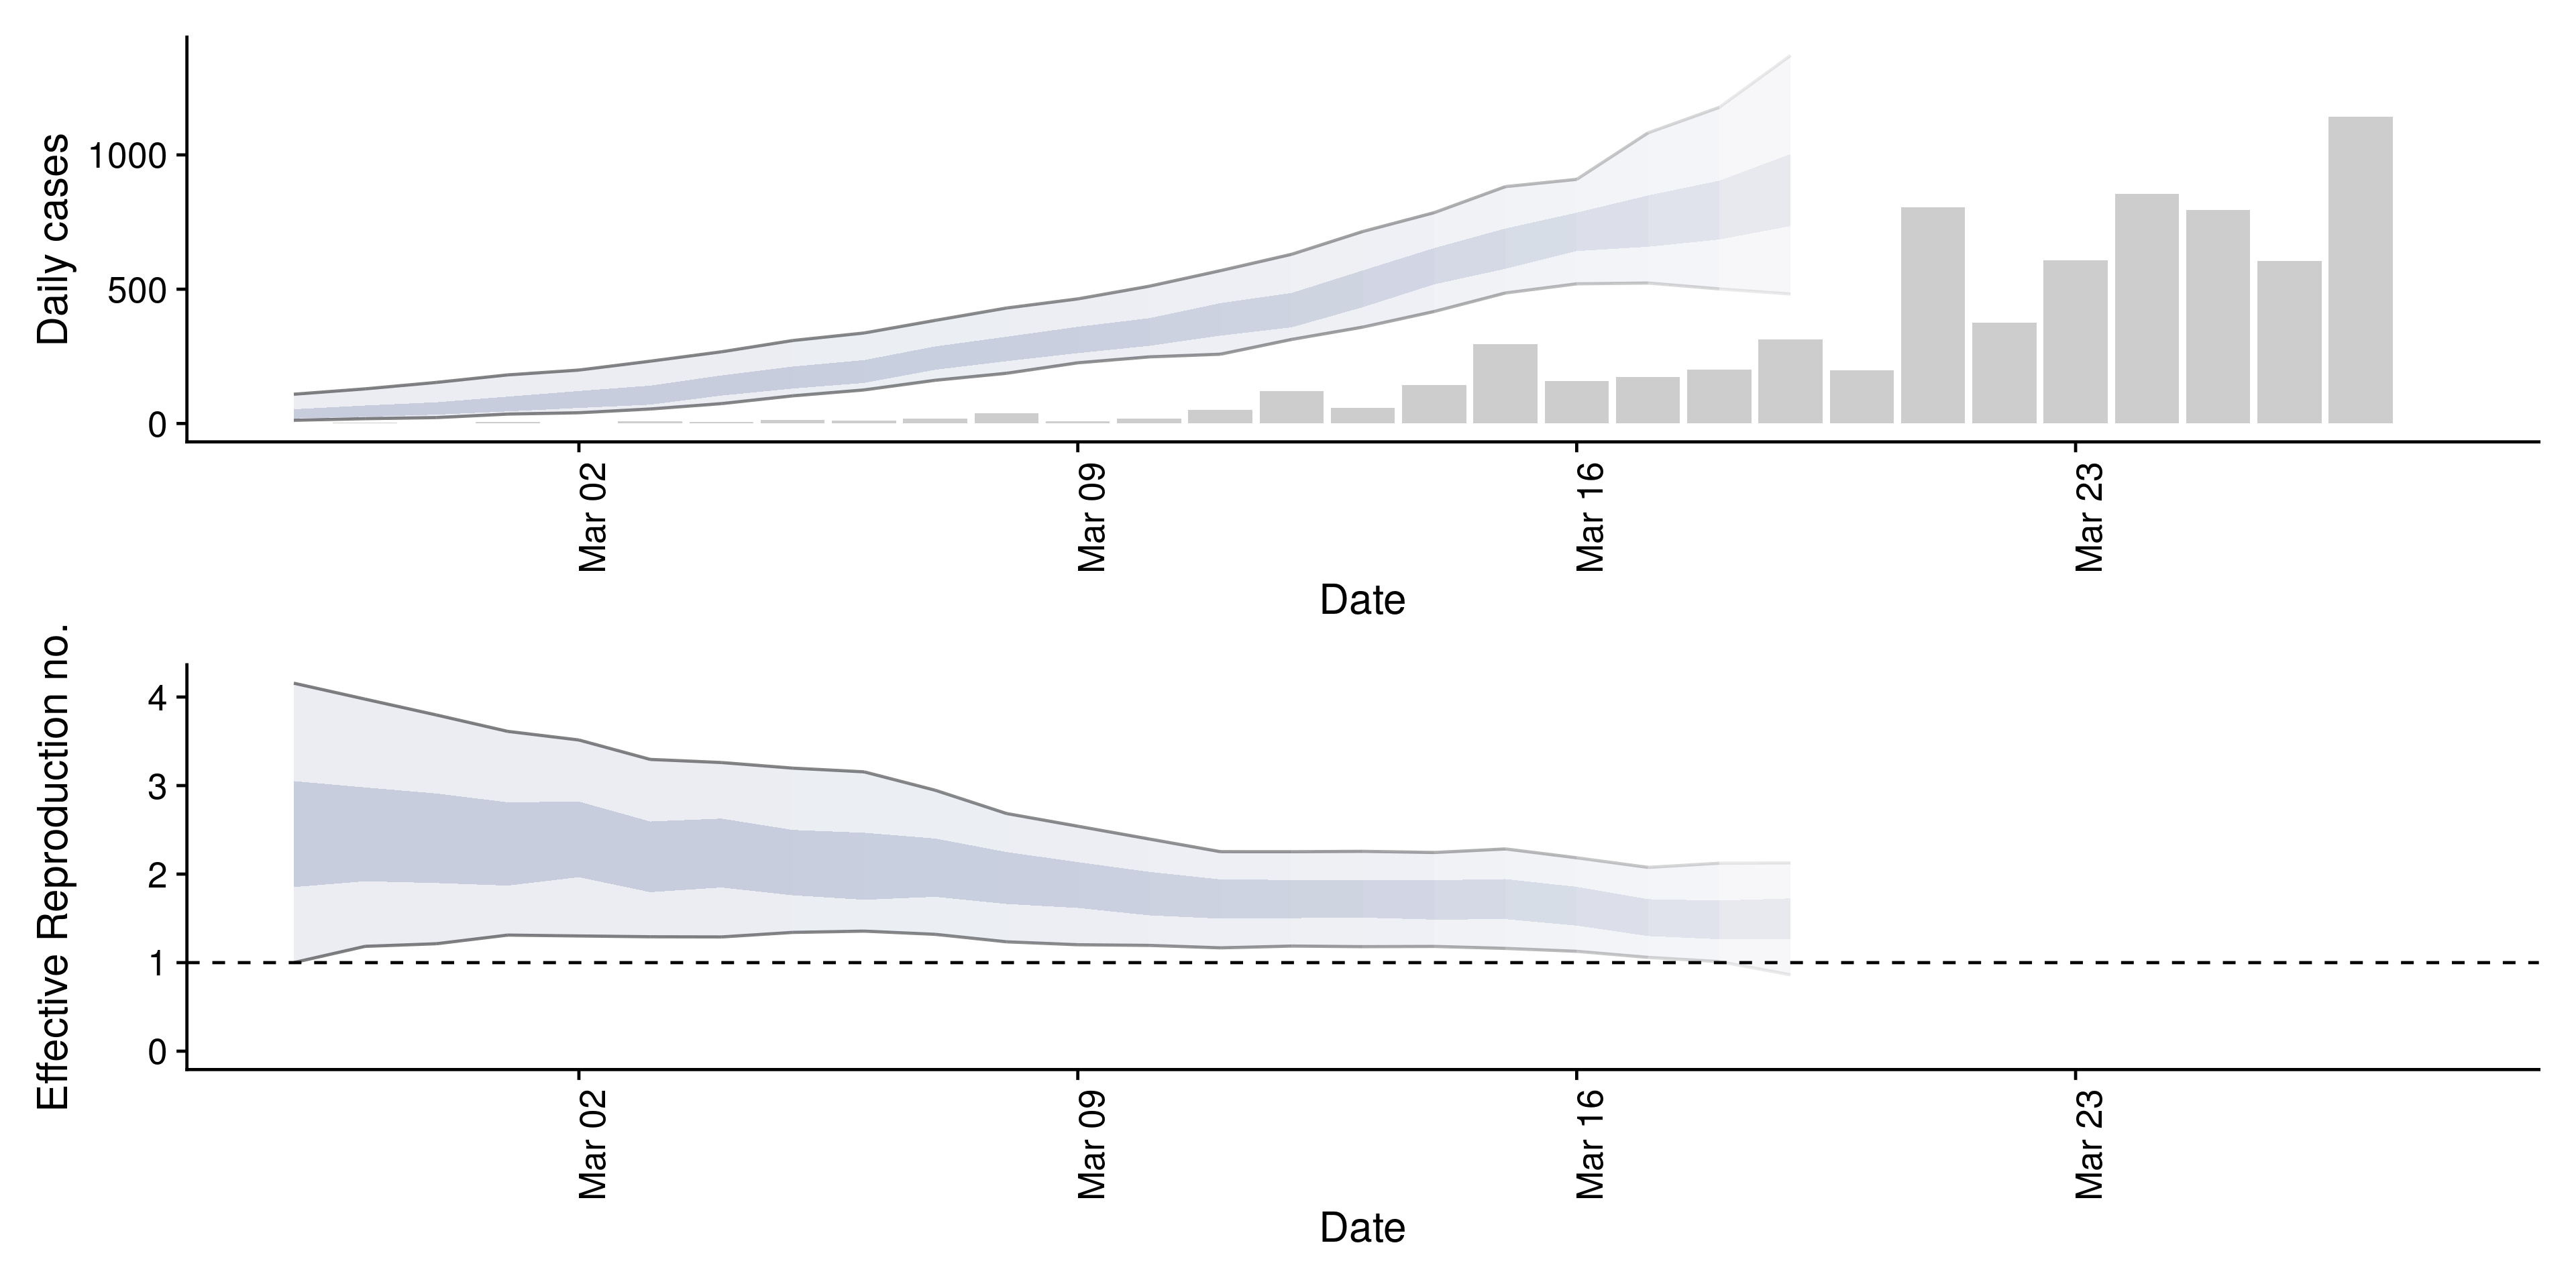 Daily cases
1000
500
0
Mar 02
Mar 09
Mar 16
Mar 23
Date
Effective Reproduction no.
4
3
2
1
0
Mar 02
Mar 09
Mar 16
Mar 23
Date